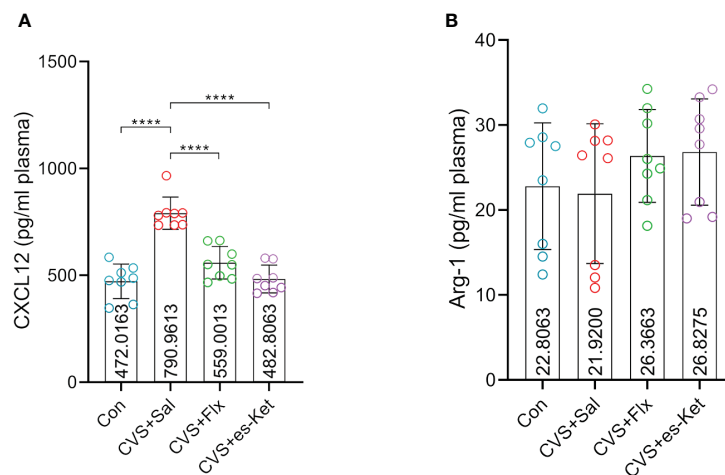 A
CXCL12 (pg/ml plasma)
1500
1000
500
0
****
****
****
472.0163
790.9613
559.0013
482.8063
Con
CVS+Sal
CVS+Flx
CVS+es-Ket
B
Arg-1 (pg/ml plasma)
40
30
20
10
0
22.8063
21.9200
26.3663
26.8275
Con
CVS+Sal
CVS+Flx
CVS+es-Ket